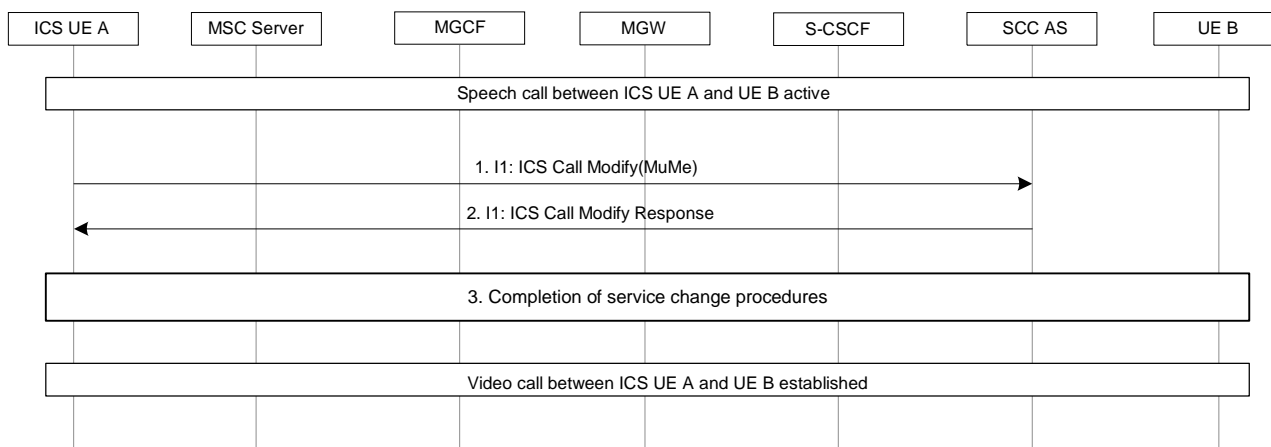 ICS UE A
MSC Server
MGCF
MGW
S-CSCF
SCC AS
UE B
Speech call between ICS UE A and UE B active
1. I1: ICS Call Modify(MuMe)
2. I1: ICS Call Modify Response
3. Completion of service change procedures
Video call between ICS UE A and UE B established